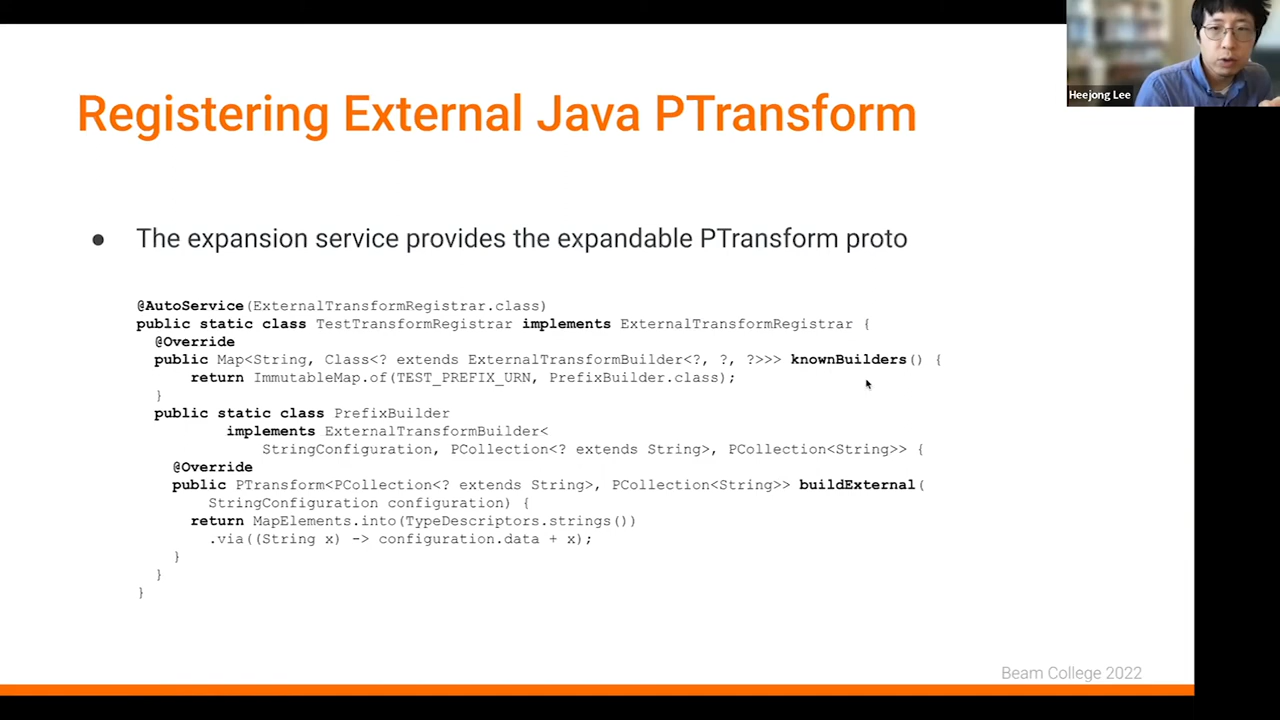 Heejong Lee
Registering External Java PTransform
● The expansion service provides the expandable PTransform proto
@AutoService(ExternalTransformRegistrar.class)
public static class TestTransformRegistrar implements ExternalTransformRegistrar {
  @Override
  public Map<String, Class<? extends ExternalTransformBuilder<?, ?, ?>>> knownBuilders() {
      return ImmutableMap.of(TEST_PREFIX_URN, PrefixBuilder.class);
  }
  public static class PrefixBuilder
          implements ExternalTransformBuilder<
              StringConfiguration, PCollection<? extends String>, PCollection<String>> {
    @Override
    public PTransform<PCollection<? extends String>, PCollection<String>> buildExternal(
        StringConfiguration configuration) {
      return MapElements.into(TypeDescriptors.strings())
        .via((String x) -> configuration.data + x);
    }
  }
}
Beam College 2022